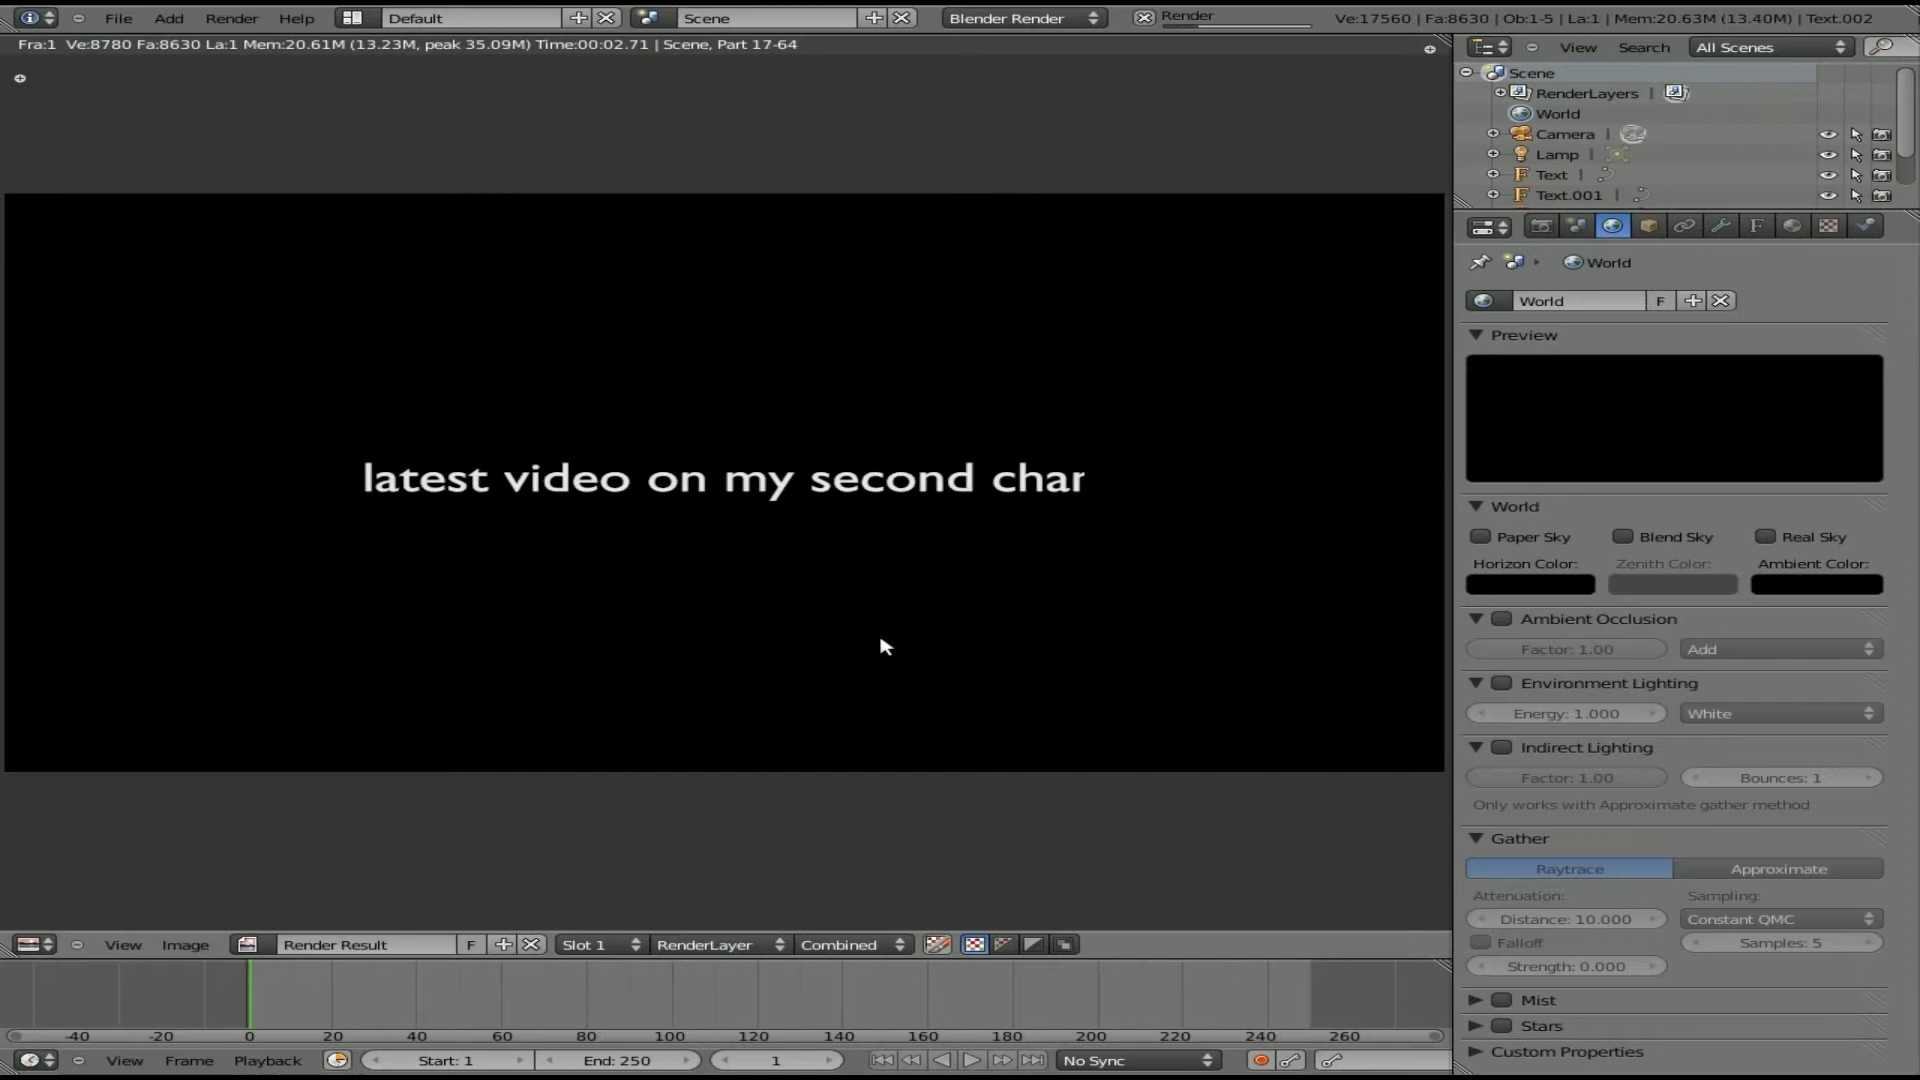 File Add Render Help Default Scene Blender Render Render Ve:17560 | Fa:8630 | Ob:1-5 | La:1 | Mem:20.63M (13.40M) | Text.002
Fra:1 Ve:8780 Fa:8630 La:1 Mem:20.61M (13.23M, peak 35.09M) Time:00:02.71 | Scene, Part 17-64
View Search All Scenes
Scene
RenderLayers |
World
Camera |
Lamp |
Text |
Text.001 |
World
World F
Preview
World
Paper Sky Blend Sky Real Sky
Horizon Color: Zenith Color: Ambient Color:
Ambient Occlusion
Factor: 1.00 Add
Environment Lighting
Energy: 1.000 White
Indirect Lighting
Factor: 1.00 Bounces: 1
Only works with Approximate gather method
Gather
Raytrace Approximate
Attenuation: Sampling:
Distance: 10.000 Constant QMC
Falloff Samples: 5
Strength: 0.000
Mist
Stars
Custom Properties
latest video on my second char
View Image Render Result F Slot 1 RenderLayer Combined
-40 -20 0 20 40 60 80 100 120 140 160 180 200 220 240 260
View Frame Playback Start: 1 End: 250 1 No Sync